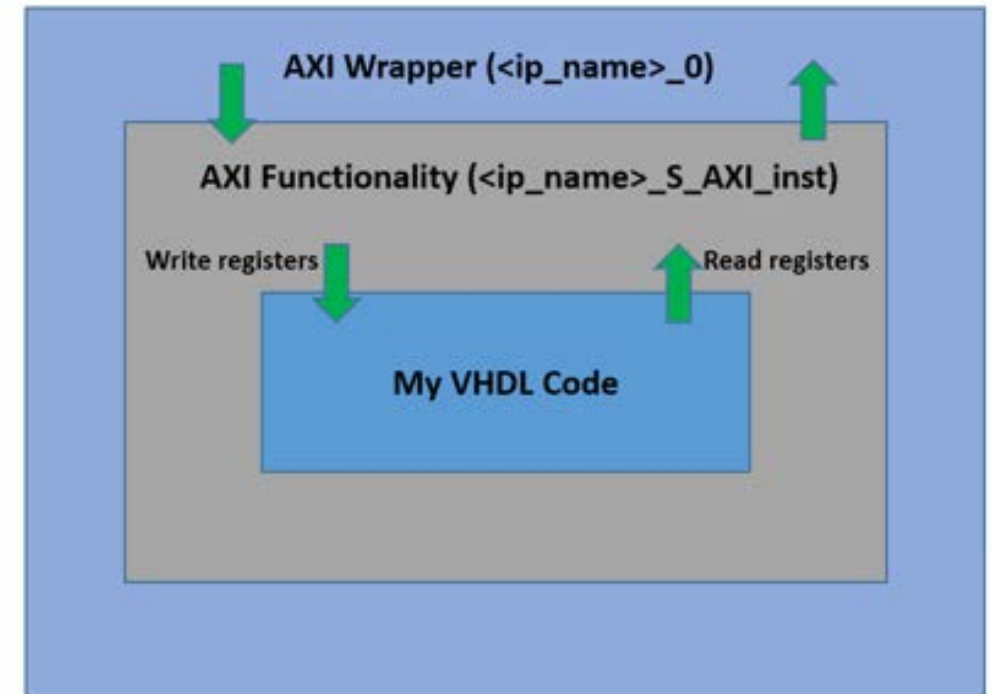 AXI Wrapper (<ip_name>_0)
AXI Functionality (<ip_name>_S_AXI_inst)
Write registers
Read registers
My VHDL Code